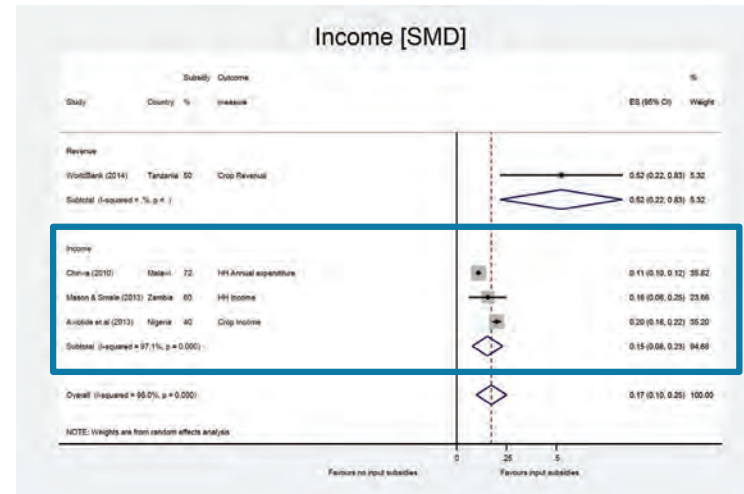 Income [SMD]
Subsidy Outcome %
Study Country % measure ES (95% CI) Weight
Revenue
WorldBank (2014) Tanzania 50 Crop Revenue 0.52 (0.22, 0.83) 5.32
Subtotal (I-squared = .%, p = .) 0.52 (0.22, 0.83) 5.32
Income
Chirwa (2010) Malawi 72 HH Annual expenditure 0.11 (0.10, 0.12) 35.82
Mason & Smale (2013) Zambia 60 HH Income 0.16 (0.06, 0.25) 23.66
et al (2013) Nigeria 40 Crop Income 0.20 (0.18, 0.22) 35.20
Subtotal (I-squared = 97.1%, p = 0.000) 0.15 (0.08, 0.23) 94.68
Overall (I-squared = 96.0%, p = 0.000) 0.17 (0.10, 0.25) 100.00
NOTE: Weights are from random effects analysis
0 .25 .5
Favours no input subsidies Favours input subsidies